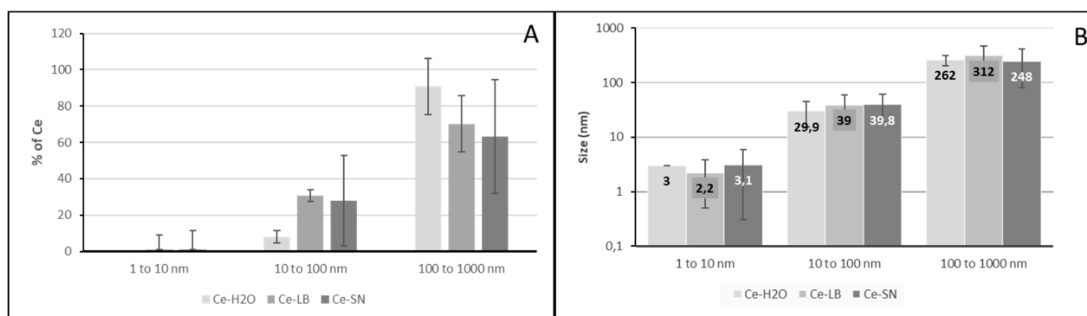 A
% of Ce
120
100
80
60
40
20
0
1 to 10 nm 10 to 100 nm 100 to 1000 nm
Ce-H2O Ce-LB Ce-SN
B
Size (nm)
1000
100
10
1
0,1
3 2,2 3,1
29,9 39 39,8
262 312 248
1 to 10 nm 10 to 100 nm 100 to 1000 nm
Ce-H2O Ce-LB Ce-SN